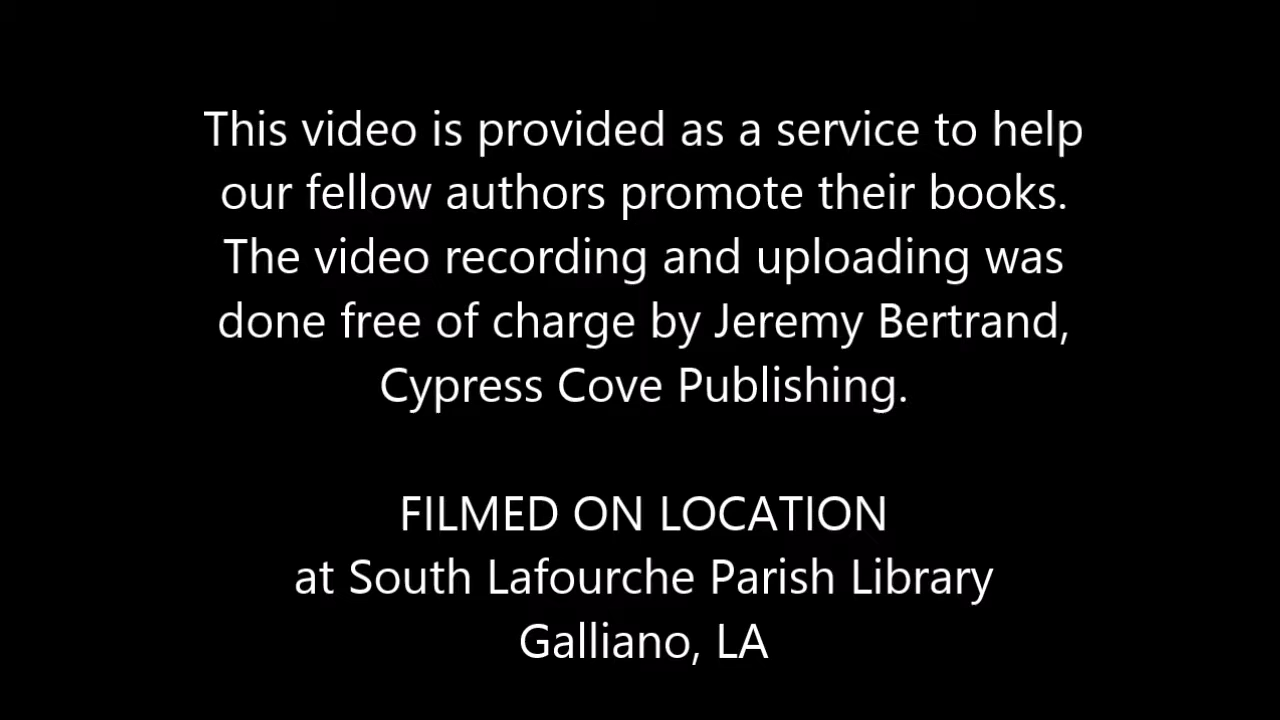 This video is provided as a service to help
our fellow authors promote their books.
The video recording and uploading was
done free of charge by Jeremy Bertrand,
Cypress Cove Publishing.
FILMED ON LOCATION
at South Lafourche Parish Library
Galliano, LA